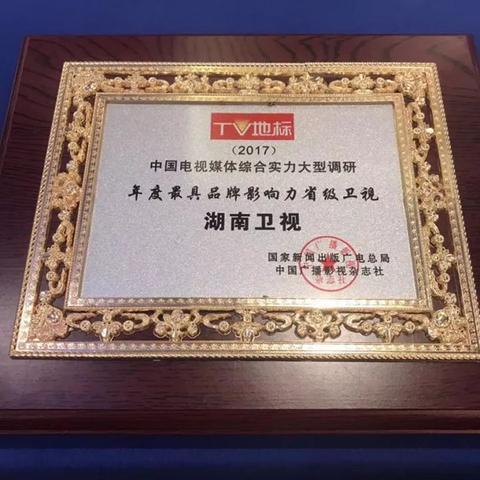 TV地标
（2017）
中国电视媒体综合实力大型调研
年度最具品牌影响力省级卫视
湖南卫视
国家新闻出版广电总局
中国广播影视杂志社